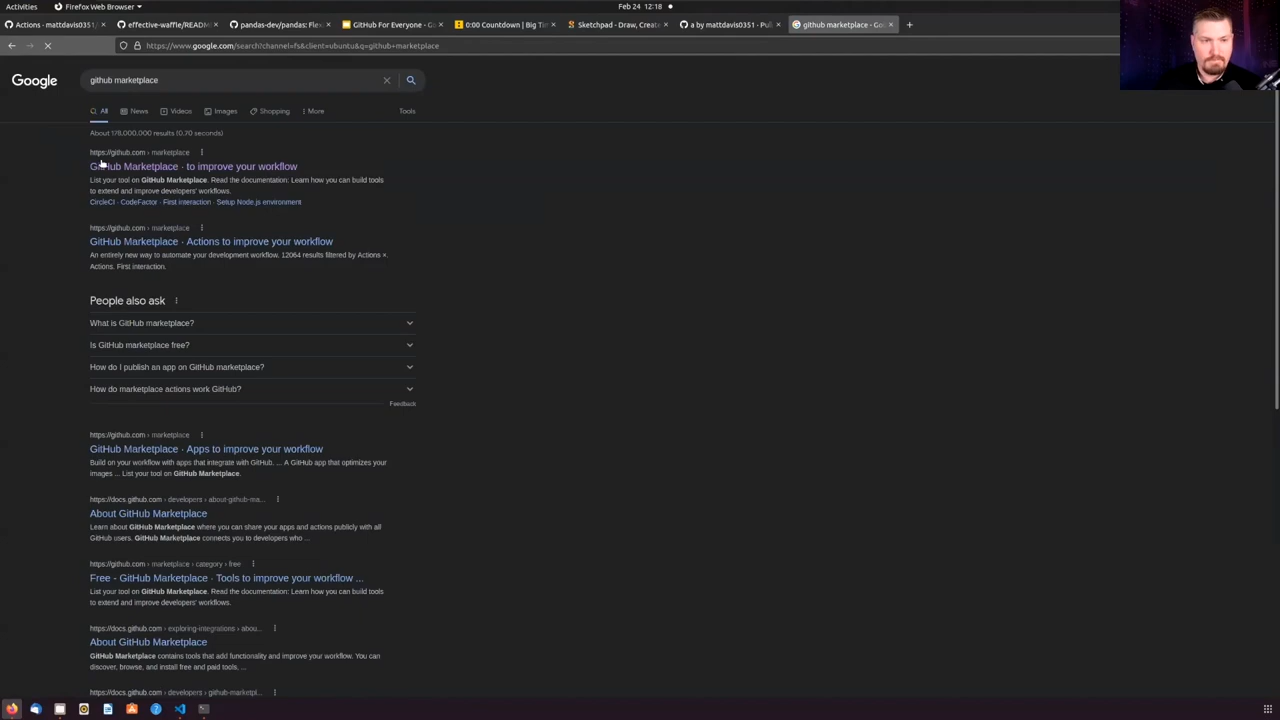 Activities
Firefox Web Browser
Feb 24 12:18
Actions - mattdavis0351/
effective-waffle/READM
pandas-dev/pandas: Flex
GitHub For Everyone - G
0:00 Countdown | Big Tim
Sketchpad - Draw, Create
a by mattdavis0351 · Pull
github marketplace - Goo
https://www.google.com/search?channel=fs&client=ubuntu&q=github+marketplace
Google
github marketplace
All
News
Videos
Images
Shopping
More
Tools
About 178,000,000 results (0.70 seconds)
https://github.com › marketplace
GitHub Marketplace · to improve your workflow
List your tool on GitHub Marketplace. Read the documentation: Learn how you can build tools
to extend and improve developers' workflows.
CircleCI · CodeFactor · First interaction · Setup Node.js environment
https://github.com › marketplace
GitHub Marketplace · Actions to improve your workflow
An entirely new way to automate your development workflow. 12064 results filtered by Actions ×.
Actions. First interaction.
People also ask
What is GitHub marketplace?
Is GitHub marketplace free?
How do I publish an app on GitHub marketplace?
How do marketplace actions work GitHub?
Feedback
https://github.com › marketplace
GitHub Marketplace · Apps to improve your workflow
Build on your workflow with apps that integrate with GitHub. ... A GitHub app that optimizes your
images ... List your tool on GitHub Marketplace.
https://docs.github.com › developers › about-github-ma...
About GitHub Marketplace
Learn about GitHub Marketplace where you can share your apps and actions publicly with all
GitHub users. GitHub Marketplace connects you to developers who ...
https://github.com › marketplace › category › free
Free - GitHub Marketplace · Tools to improve your workflow ...
List your tool on GitHub Marketplace. Read the documentation: Learn how you can build tools
to extend and improve developers' workflows.
https://docs.github.com › exploring-integrations › abou...
About GitHub Marketplace
GitHub Marketplace contains tools that add functionality and improve your workflow. You can
discover, browse, and install free and paid tools. ...
https://docs.github.com › developers › github-marketpl...